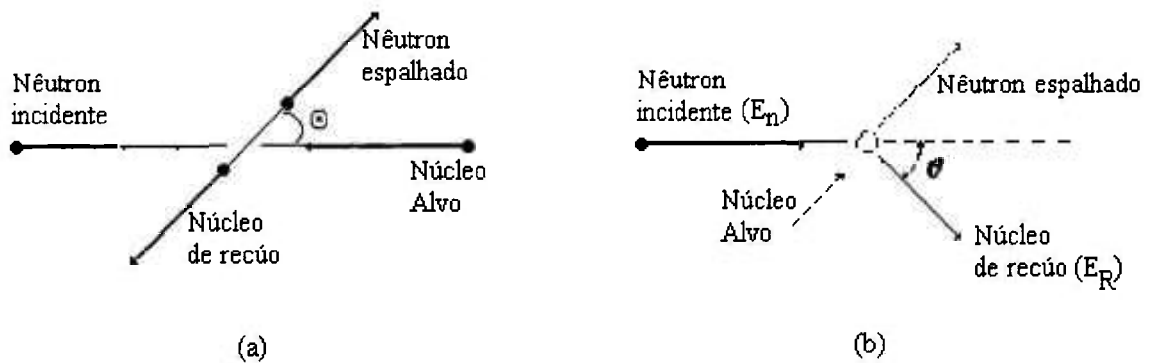 Nêutron
incidente
Nêutron
espalhado
Θ
Núcleo
Alvo
Núcleo
de recúo
(a)
Nêutron
incidente (En)
Nêutron espalhado
θ
Núcleo
Alvo
Núcleo
de recúo (ER)
(b)